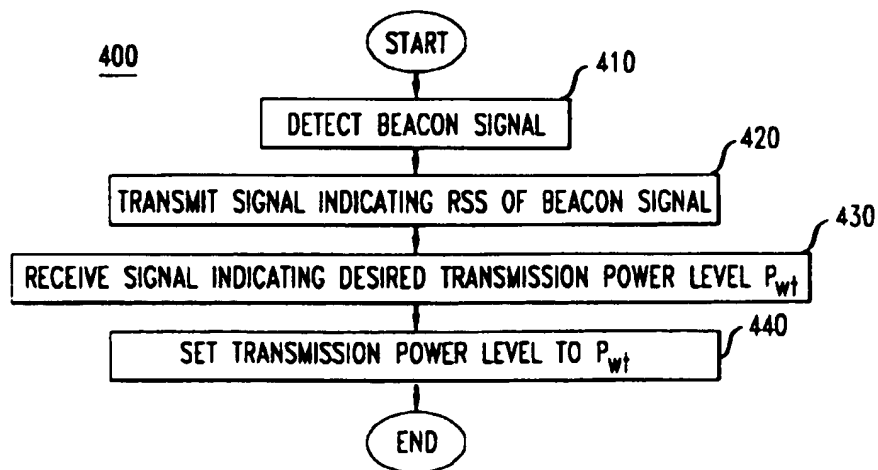 START
400
410
DETECT BEACON SIGNAL
420
TRANSMIT SIGNAL INDICATING RSS OF BEACON SIGNAL
430
RECEIVE SIGNAL INDICATING DESIRED TRANSMISSION POWER LEVEL Pwt
440
SET TRANSMISSION POWER LEVEL TO Pwt
END